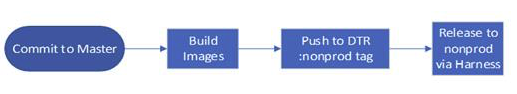 Commit to Master
Build
Images
Push to DTR
:nonprod tag
Release to
nonprod
via Harness